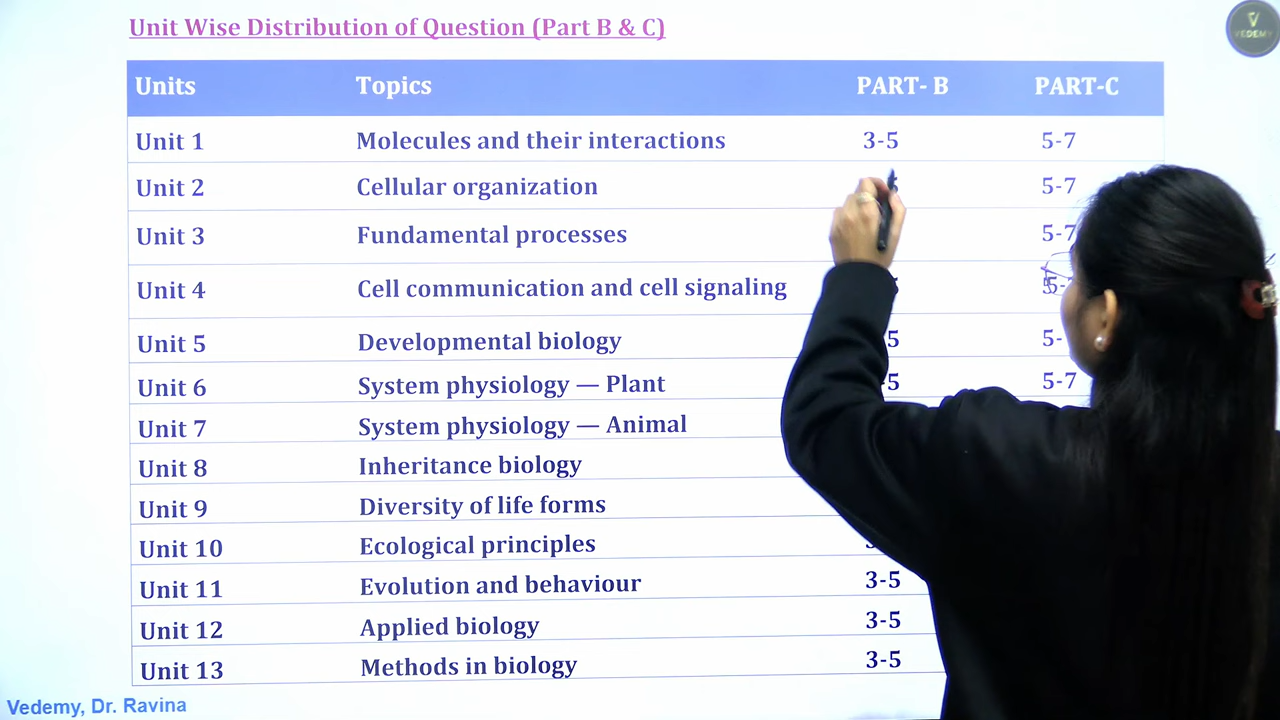 Unit Wise Distribution of Question (Part B & C)
VEDEMY
Units Topics PART- B PART-C
Unit 1 Molecules and their interactions 3-5 5-7
Unit 2 Cellular organization 5-7
Unit 3 Fundamental processes 5-7
Unit 4 Cell communication and cell signaling
Unit 5 Developmental biology
Unit 6 System physiology — Plant 5-7
Unit 7 System physiology — Animal
Unit 8 Inheritance biology
Unit 9 Diversity of life forms
Unit 10 Ecological principles
Unit 11 Evolution and behaviour 3-5
Unit 12 Applied biology 3-5
Unit 13 Methods in biology 3-5
Vedemy, Dr. Ravina